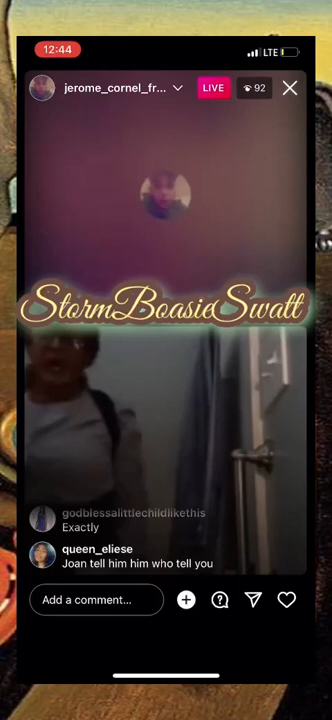 12:44
LTE
jerome_cornel_fr...
LIVE
92
StormBoasieSwatt
godblessalittlechildlikethis
Exactly
queen_eliese
Joan tell him him who tell you
Add a comment...